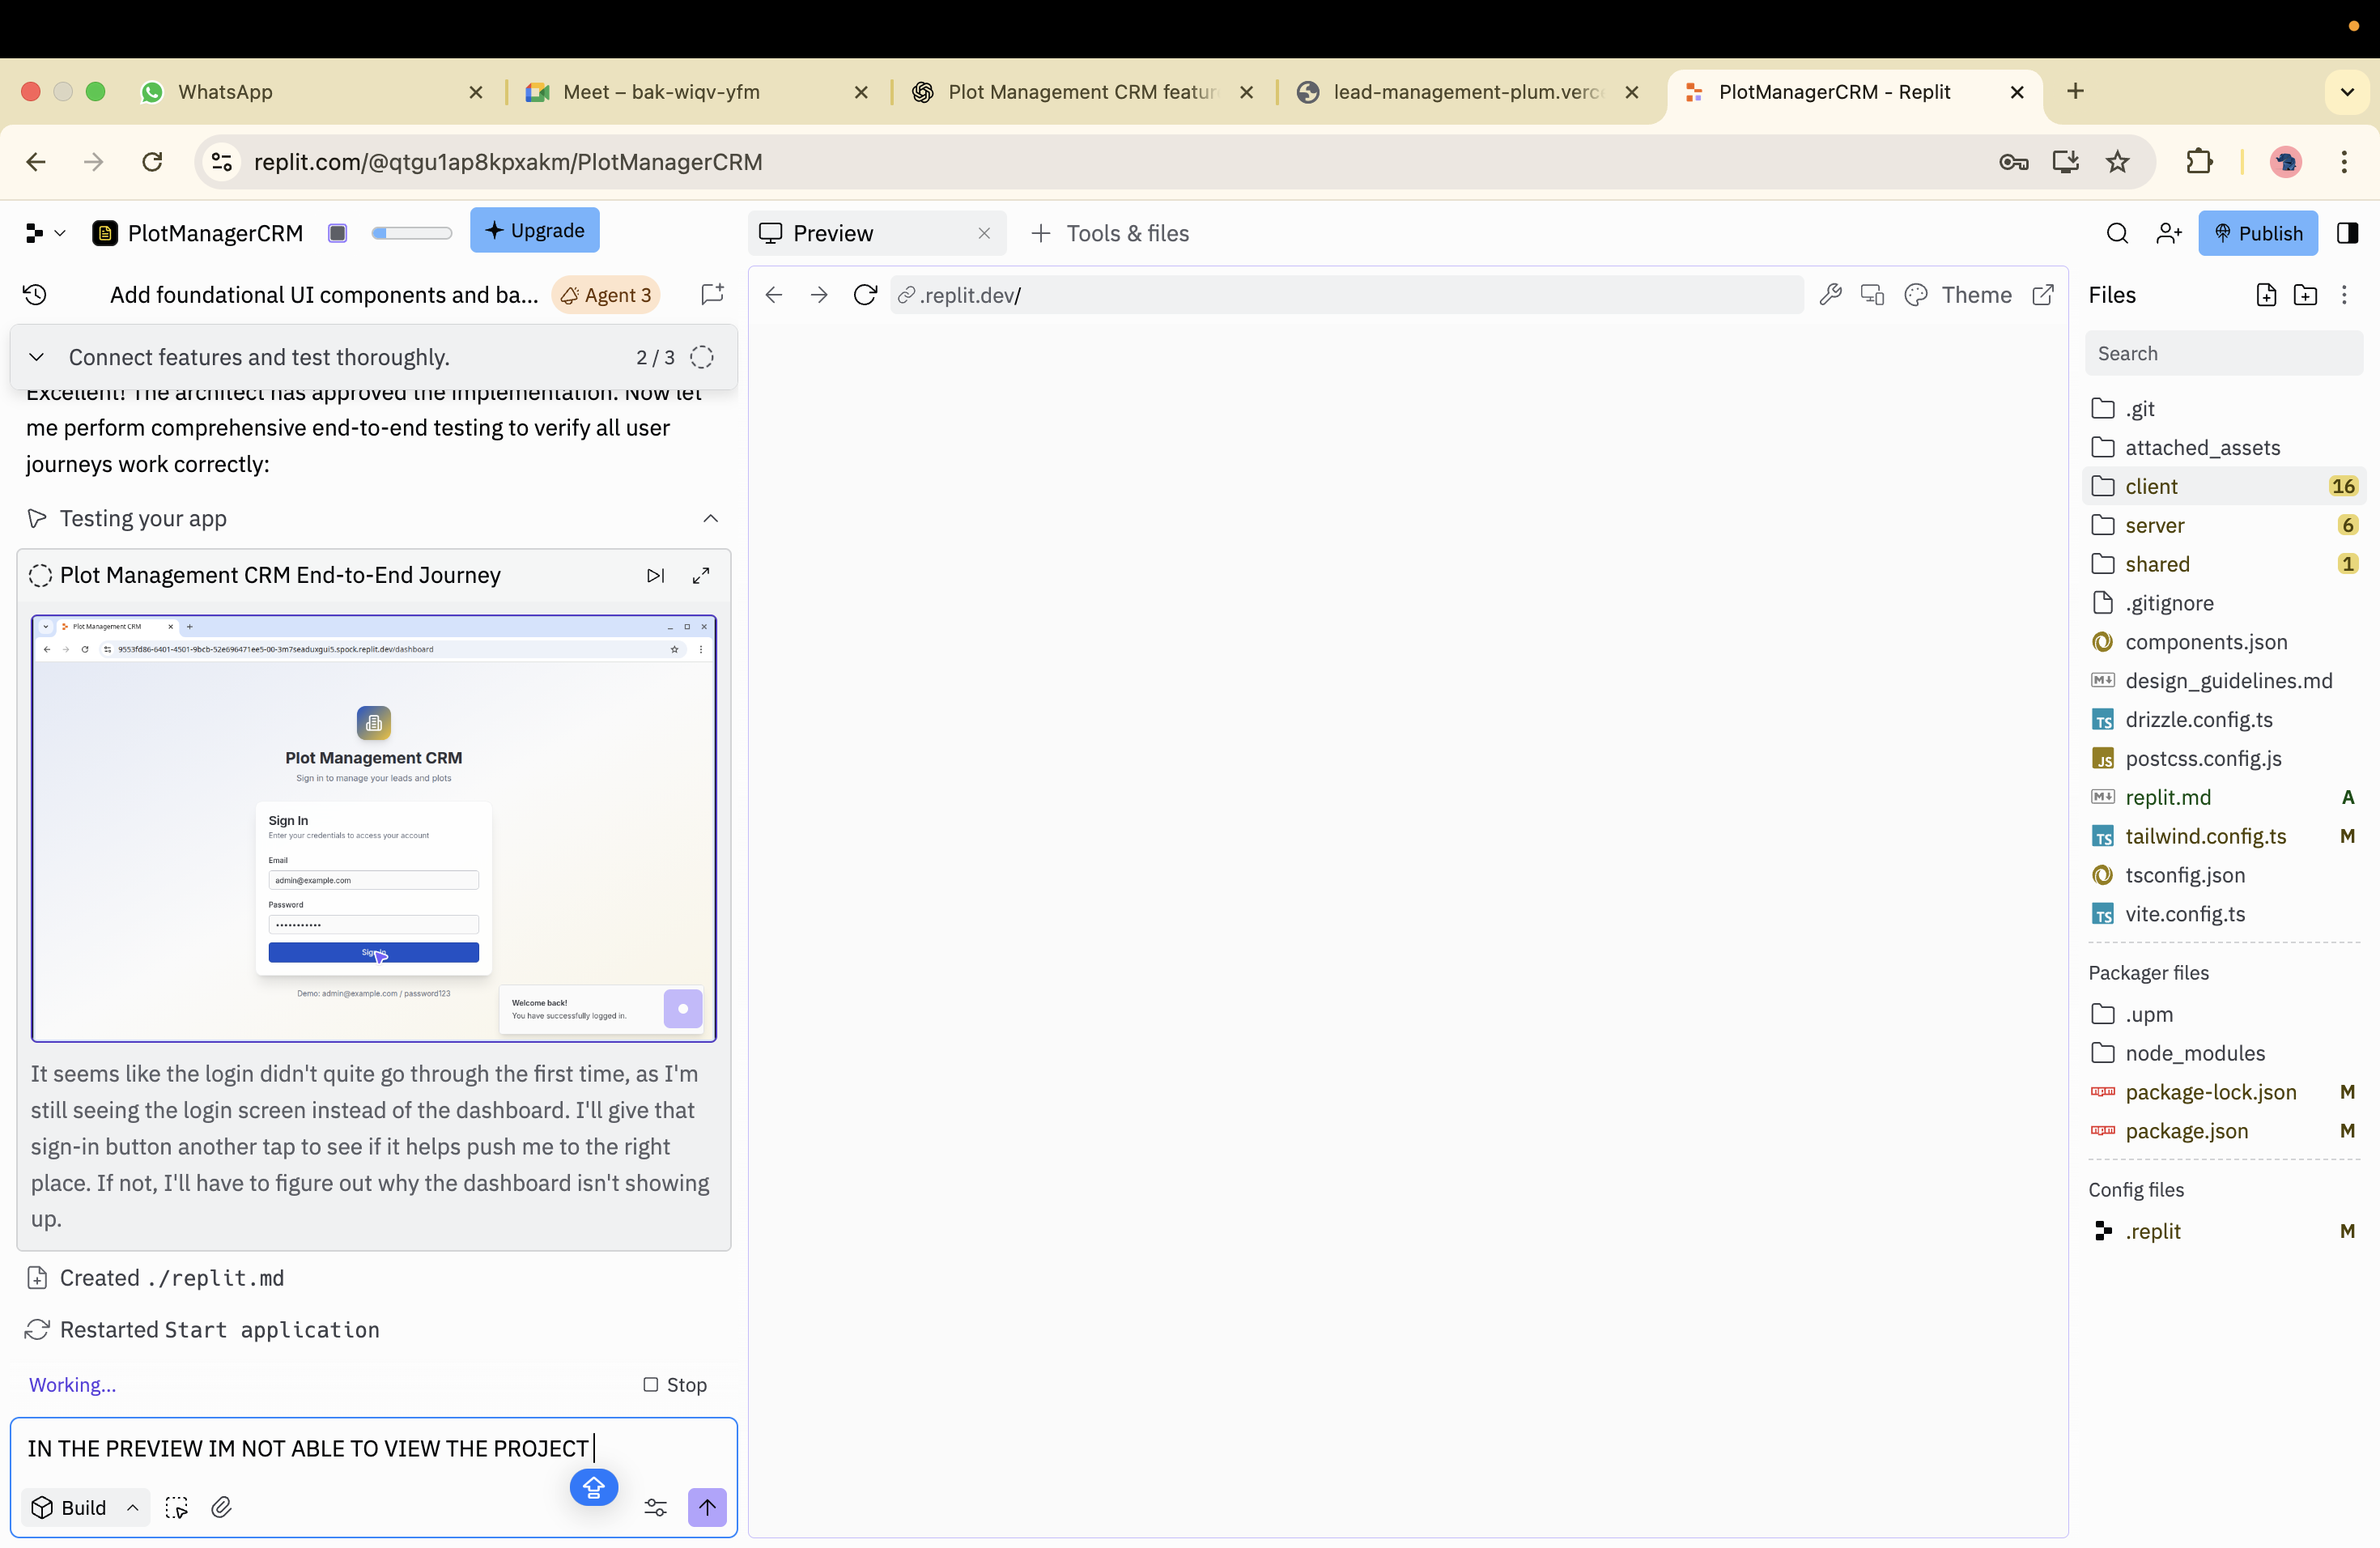 WhatsApp
Meet – bak-wiqv-yfm
Plot Management CRM featur
lead-management-plum.verc
PlotManagerCRM - Replit
replit.com/@qtgu1ap8kpxakm/PlotManagerCRM
PlotManagerCRM
Upgrade
Preview
Tools & files
Publish
Add foundational UI components and ba...
Agent 3
.replit.dev/
Theme
Connect features and test thoroughly.
2 / 3
Excellent! The architect has approved the implementation. Now let
me perform comprehensive end-to-end testing to verify all user
journeys work correctly:
Testing your app
Plot Management CRM End-to-End Journey
Plot Management CRM
9553fd86-6401-4501-9bcb-52e696471ee5-00-3m7seaduxgui5.spock.replit.dev/dashboard
Plot Management CRM
Sign in to manage your leads and plots
Sign In
Enter your credentials to access your account
Email
admin@example.com
Password
Sign In
Demo: admin@example.com / password123
Welcome back!
You have successfully logged in.
It seems like the login didn't quite go through the first time, as I'm
still seeing the login screen instead of the dashboard. I'll give that
sign-in button another tap to see if it helps push me to the right
place. If not, I'll have to figure out why the dashboard isn't showing
up.
Created ./replit.md
Restarted Start application
Working...
Stop
IN THE PREVIEW IM NOT ABLE TO VIEW THE PROJECT
Build
Files
Search
.git
attached_assets
client 16
server 6
shared 1
.gitignore
components.json
M↓ design_guidelines.md
TS drizzle.config.ts
JS postcss.config.js
M↓ replit.md A
TS tailwind.config.ts M
tsconfig.json
TS vite.config.ts
Packager files
.upm
node_modules
npm package-lock.json M
npm package.json M
Config files
.replit M